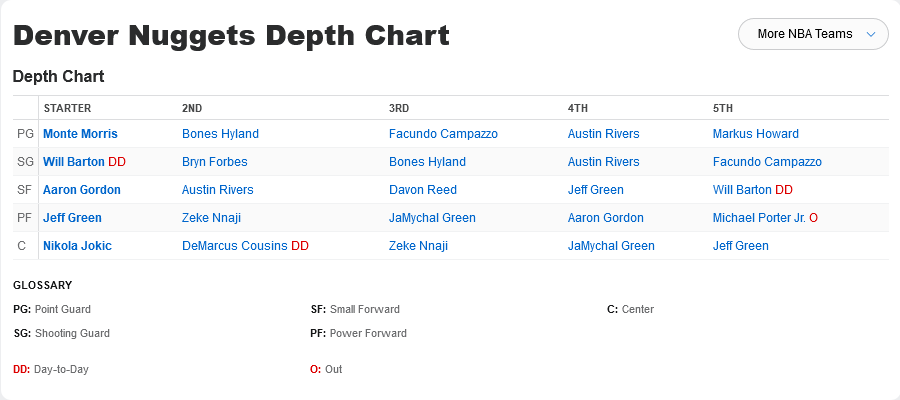 Denver Nuggets Depth Chart
More NBA Teams
Depth Chart
STARTER 2ND 3RD 4TH 5TH
PG Monte Morris Bones Hyland Facundo Campazzo Austin Rivers Markus Howard
SG Will Barton DD Bryn Forbes Bones Hyland Austin Rivers Facundo Campazzo
SF Aaron Gordon Austin Rivers Davon Reed Jeff Green Will Barton DD
PF Jeff Green Zeke Nnaji JaMychal Green Aaron Gordon Michael Porter Jr. O
C Nikola Jokic DeMarcus Cousins DD Zeke Nnaji JaMychal Green Jeff Green
GLOSSARY
PG: Point Guard SF: Small Forward C: Center
SG: Shooting Guard PF: Power Forward
DD: Day-to-Day O: Out